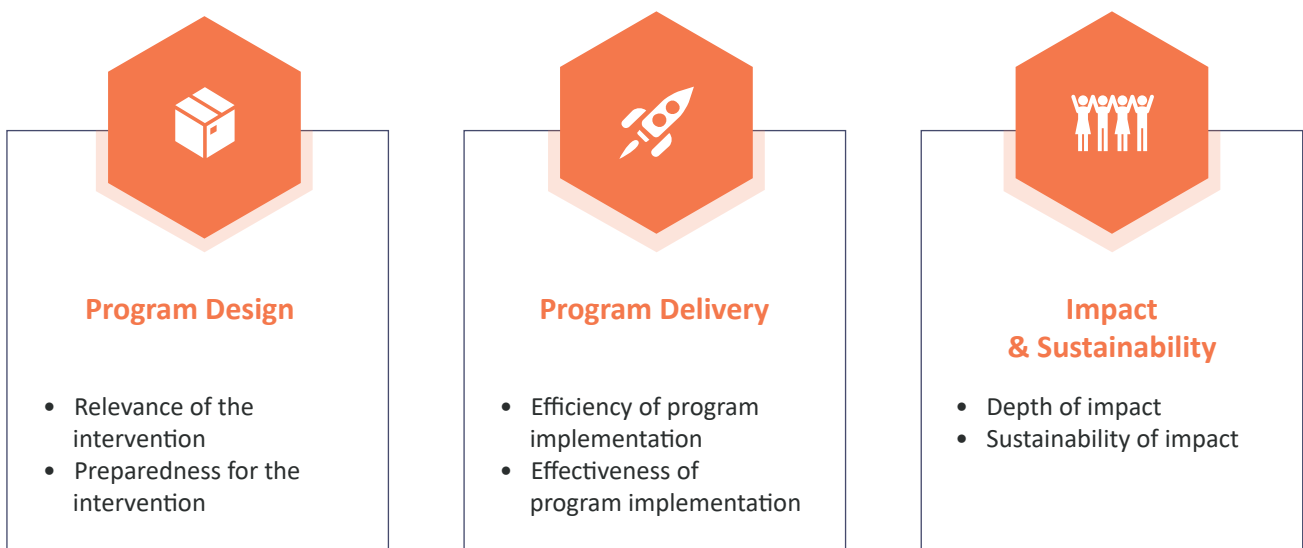 Program Design
• Relevance of the
intervention
• Preparedness for the
intervention
Program Delivery
• Efficiency of program
implementation
• Effectiveness of
program implementation
Impact
& Sustainability
• Depth of impact
• Sustainability of impact